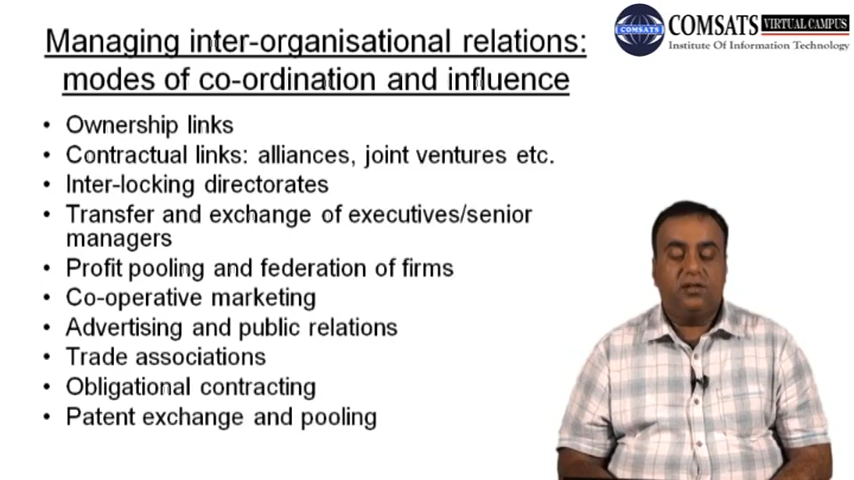 Managing inter-organisational relations:
modes of co-ordination and influence
• Ownership links
• Contractual links: alliances, joint ventures etc.
• Inter-locking directorates
• Transfer and exchange of executives/senior
managers
• Profit pooling and federation of firms
• Co-operative marketing
• Advertising and public relations
• Trade associations
• Obligational contracting
• Patent exchange and pooling
COMSATS
COMSATS VIRTUAL CAMPUS
Institute Of Information Technology